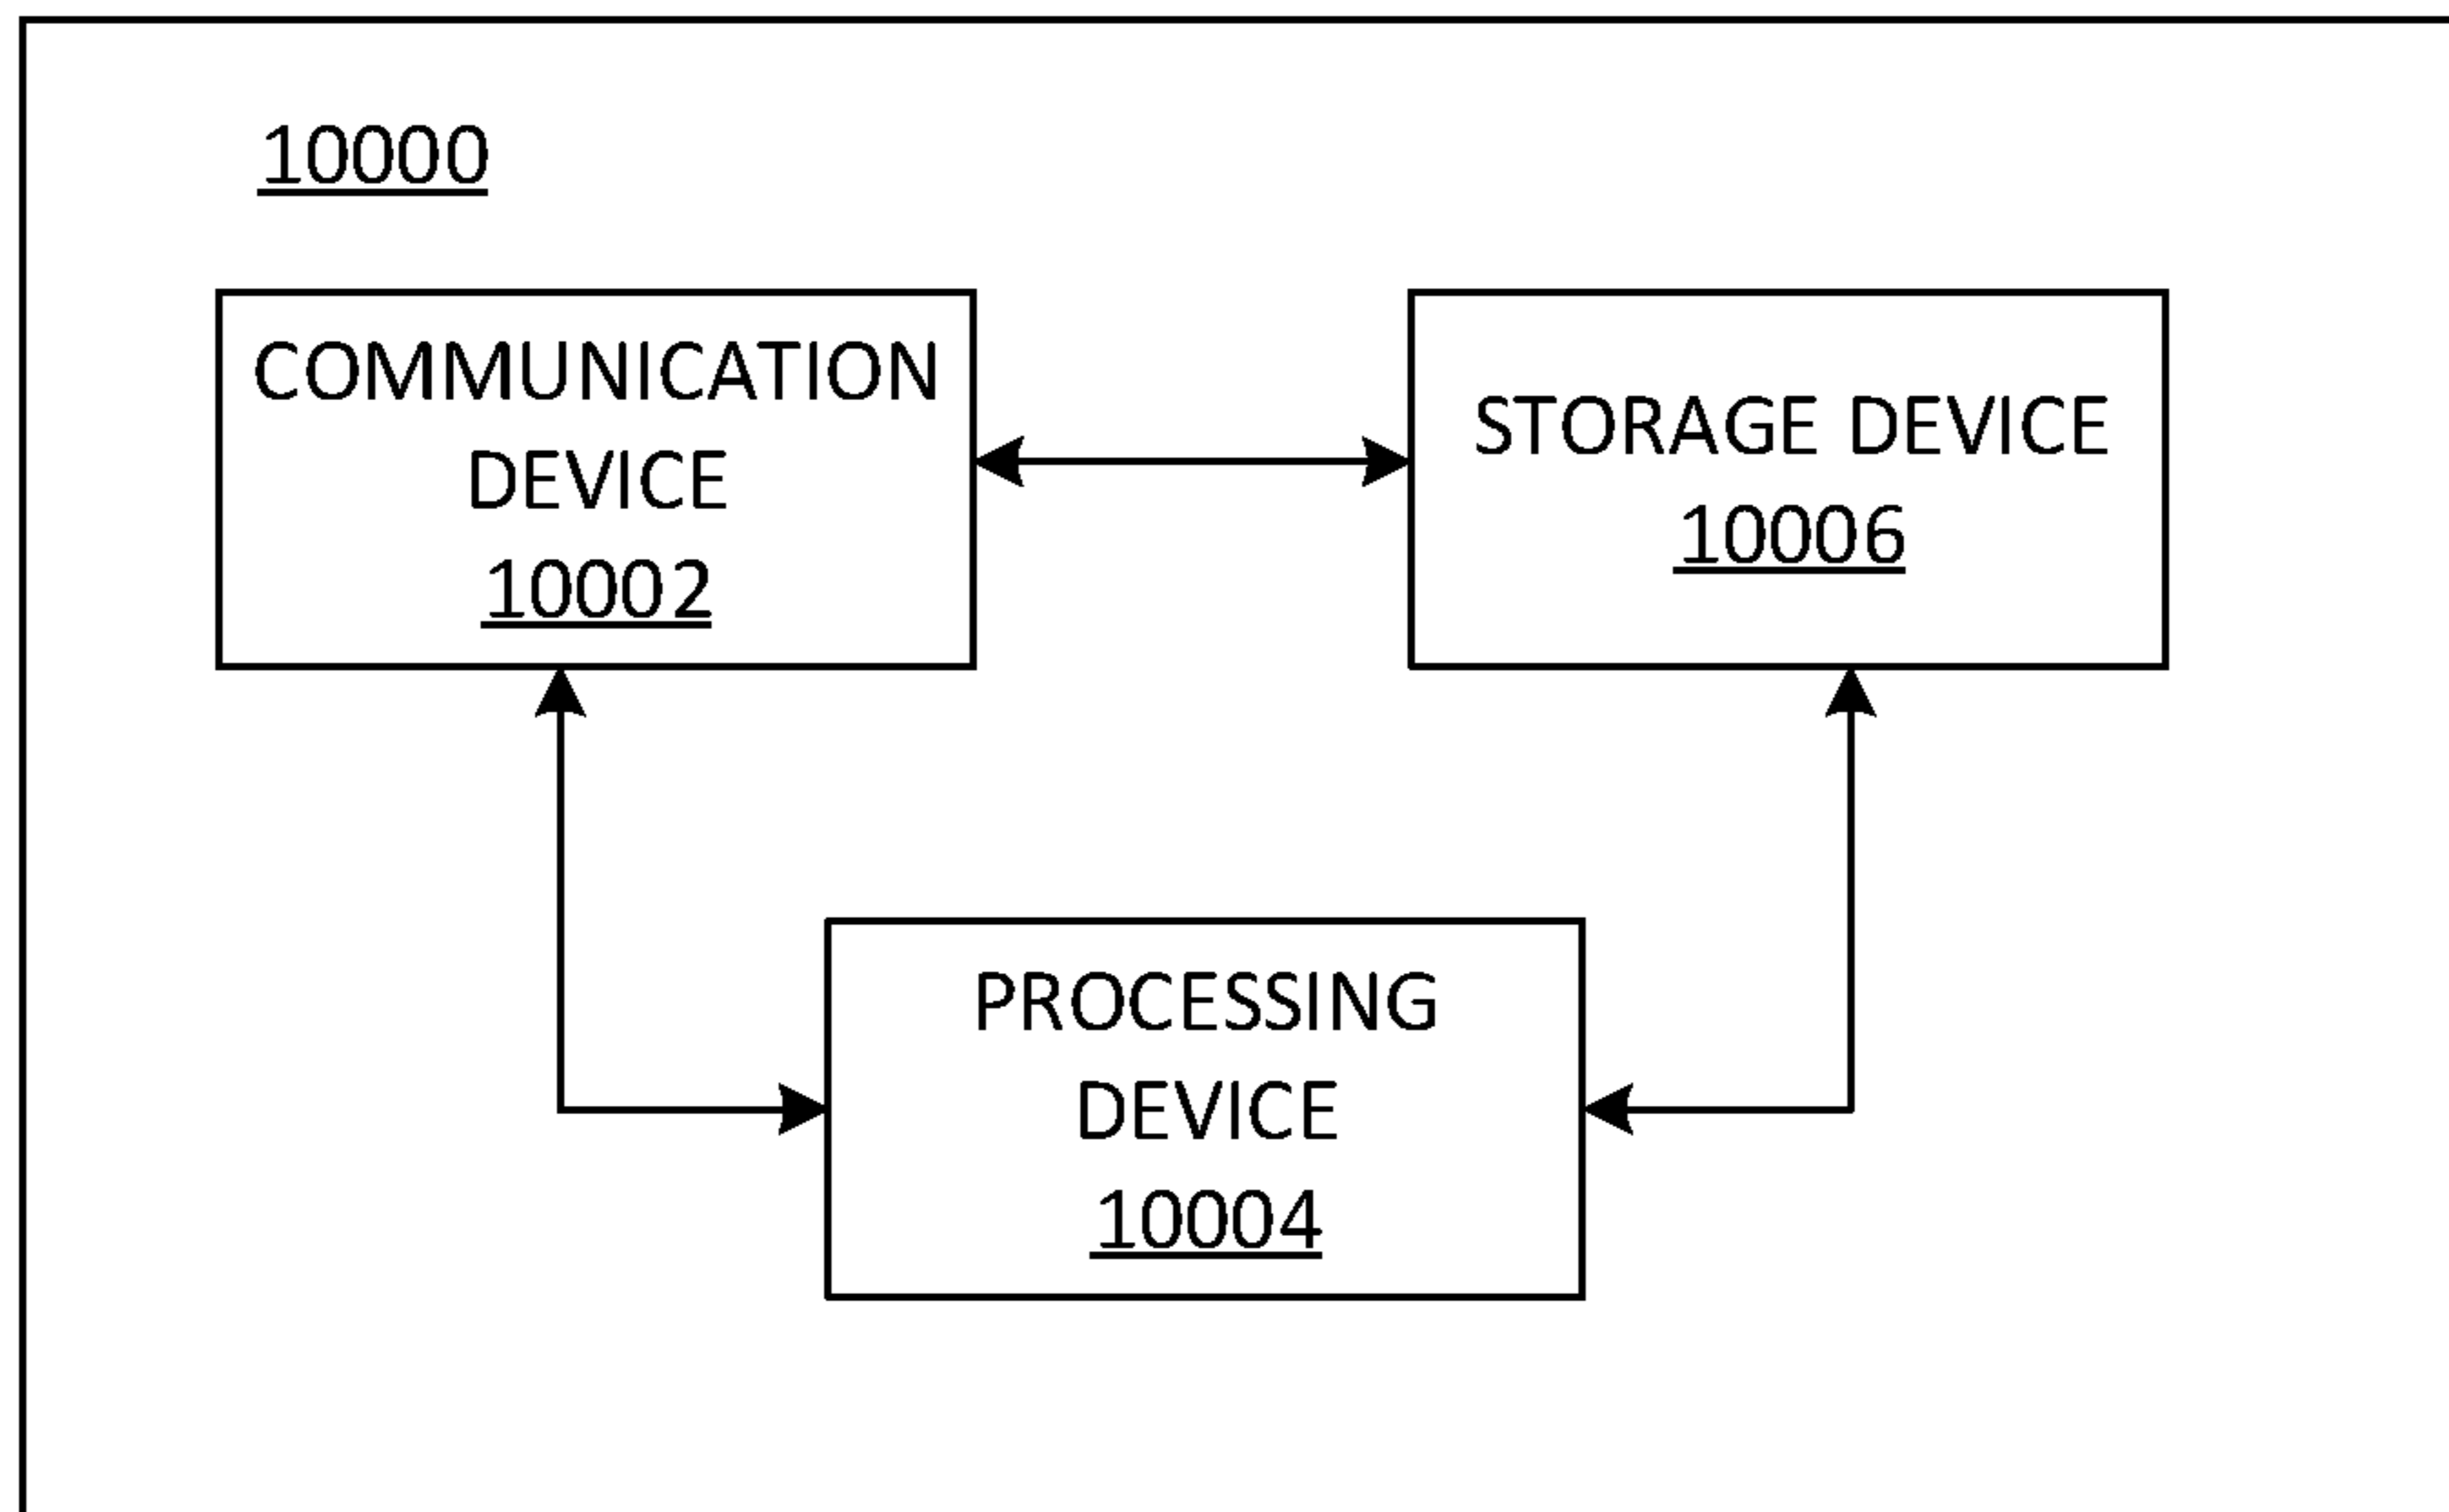 10000
COMMUNICATION
DEVICE
10002
STORAGE DEVICE
10006
PROCESSING
DEVICE
10004